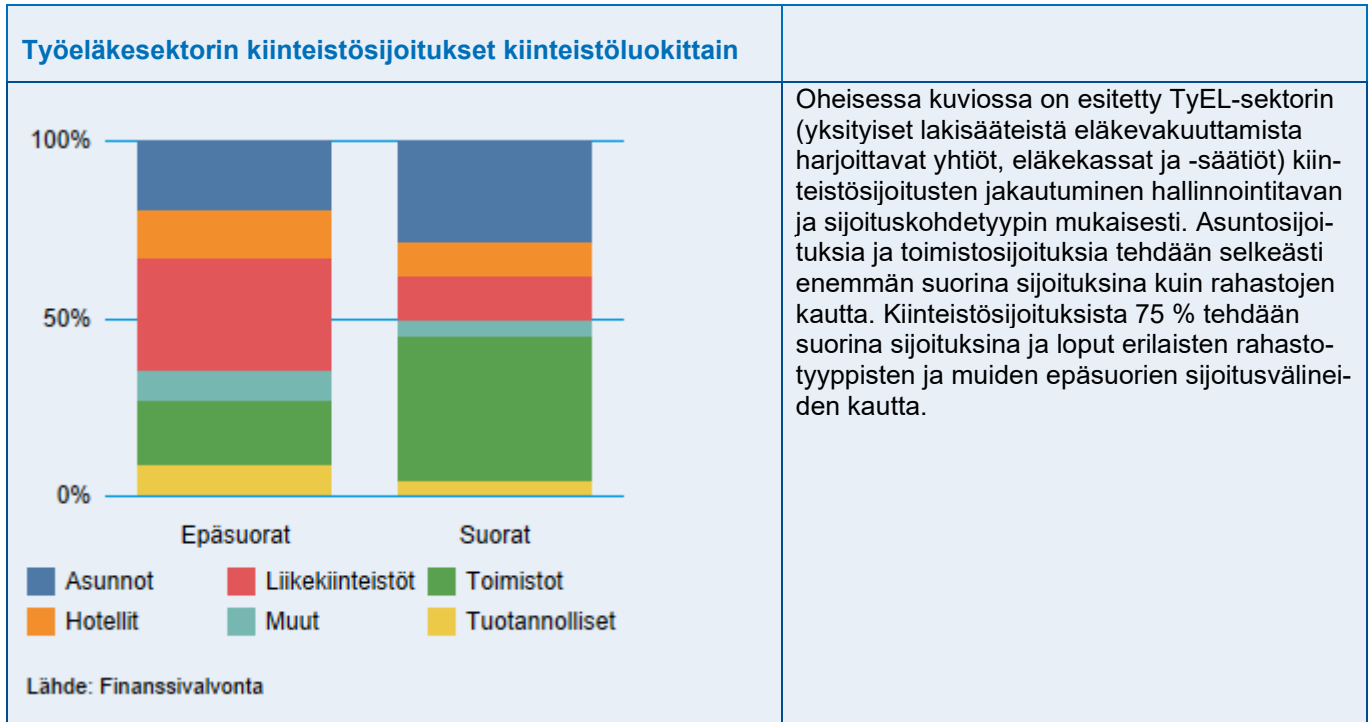 Työeläkesektorin kiinteistösijoitukset kiinteistöluokittain
100%
50%
0%
Epäsuorat Suorat
Asunnot Liikekiinteistöt Toimistot
Hotellit Muut Tuotannolliset
Lähde: Finanssivalvonta
Oheisessa kuviossa on esitetty TyEL-sektorin
(yksityiset lakisääteistä eläkevakuuttamista
harjoittavat yhtiöt, eläkekassat ja -säätiöt) kiin-
teistösijoitusten jakautuminen hallinnointitavan
ja sijoituskohdetyypin mukaisesti. Asuntosijoi-
tuksia ja toimistosijoituksia tehdään selkeästi
enemmän suorina sijoituksina kuin rahastojen
kautta. Kiinteistösijoituksista 75 % tehdään
suorina sijoituksina ja loput erilaisten rahasto-
tyyppisten ja muiden epäsuorien sijoitusvälinei-
den kautta.